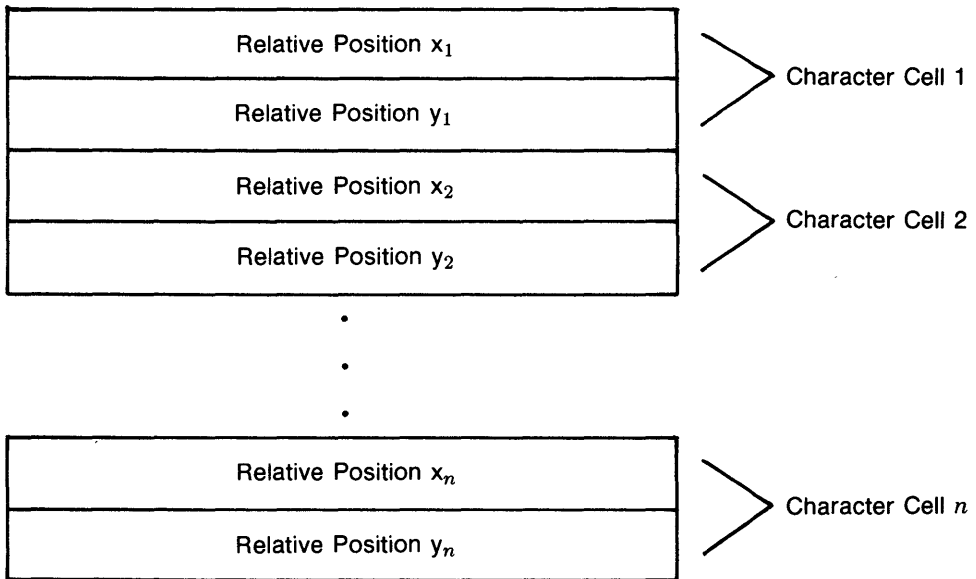 Relative Position x₁
Character Cell 1
Relative Position y₁
Relative Position x₂
Character Cell 2
Relative Position y₂
Relative Position xₙ
Character Cell n
Relative Position yₙ